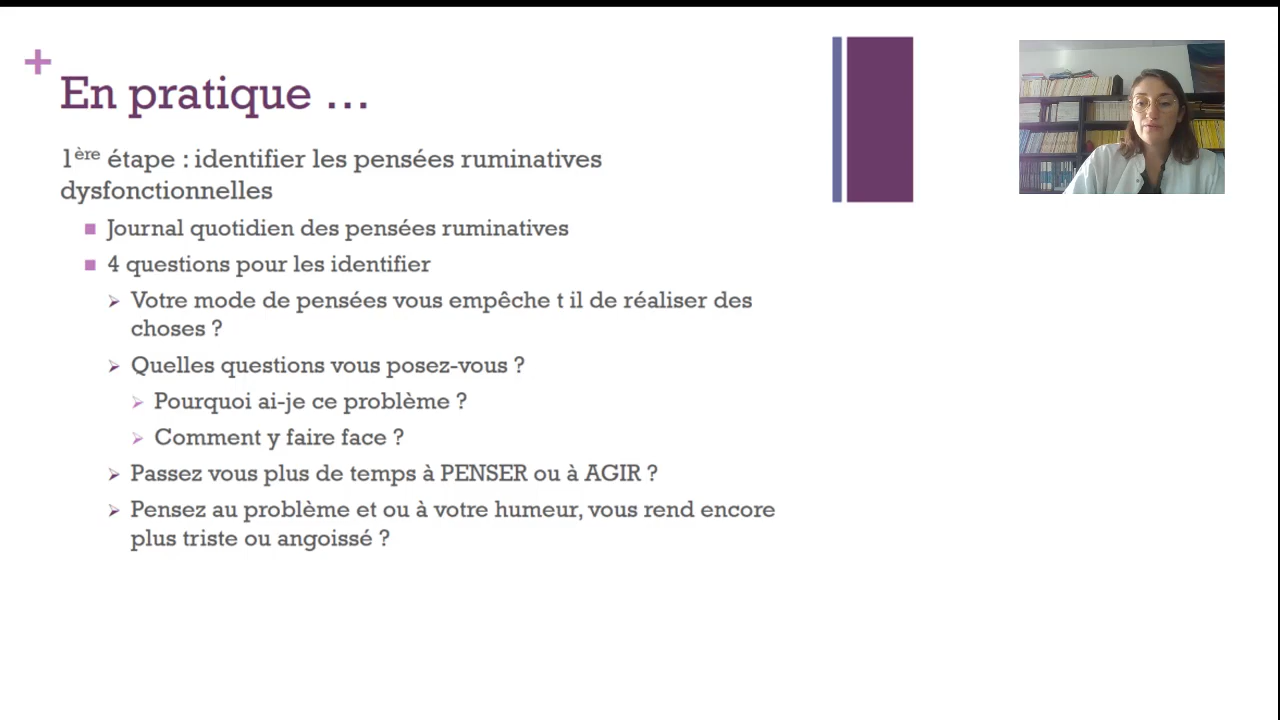 En pratique ...
1ère étape : identifier les pensées ruminatives
dysfonctionnelles
Journal quotidien des pensées ruminatives
4 questions pour les identifier
Votre mode de pensées vous empêche t il de réaliser des
choses ?
Quelles questions vous posez-vous ?
Pourquoi ai-je ce problème ?
Comment y faire face ?
Passez vous plus de temps à PENSER ou à AGIR ?
Pensez au problème et ou à votre humeur, vous rend encore
plus triste ou angoissé ?